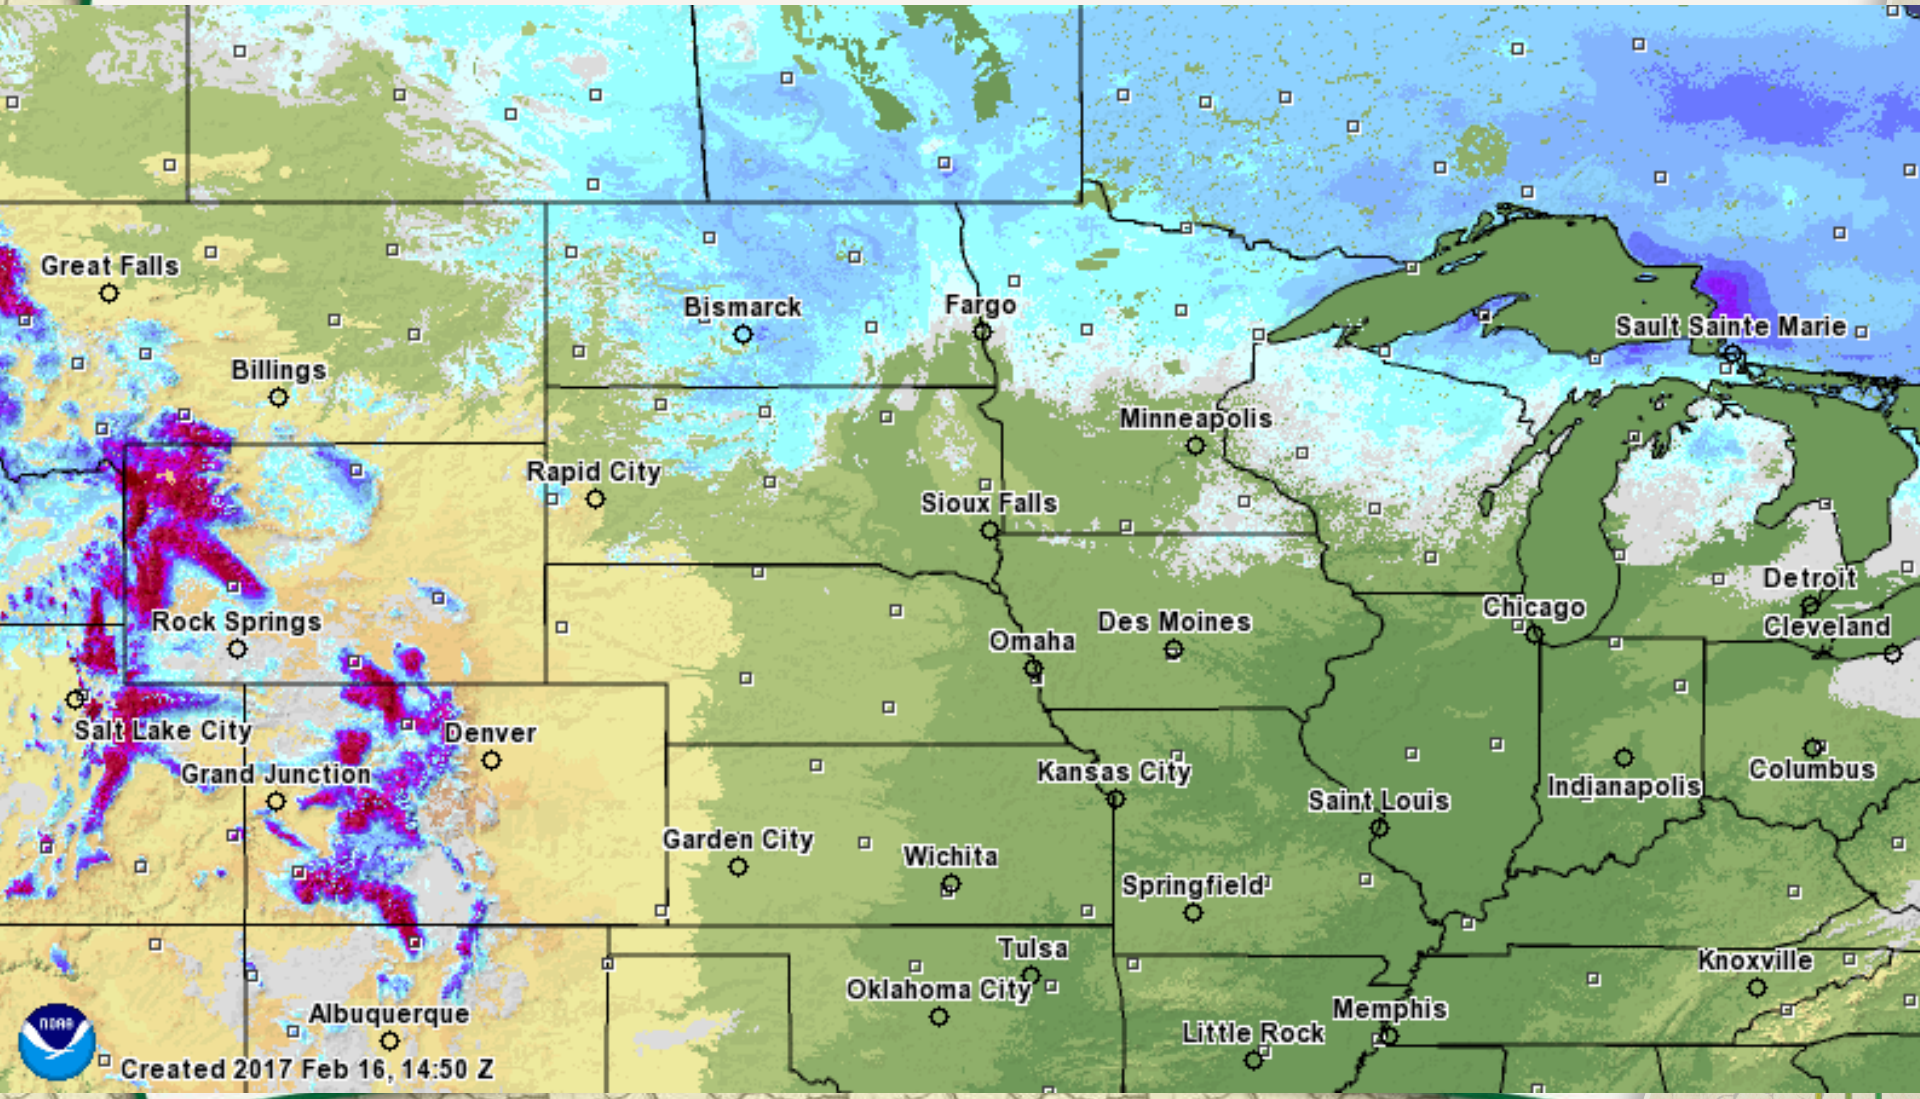 Great Falls
Bismarck
Fargo
Sault Sainte Marie
Billings
Minneapolis
Rapid City
Sioux Falls
Detroit
Chicago
Rock Springs
Des Moines
Cleveland
Omaha
Salt Lake City
Denver
Grand Junction
Kansas City
Columbus
Indianapolis
Saint Louis
Garden City
Wichita
Springfield
Tulsa
Knoxville
Oklahoma City
Albuquerque
Memphis
Little Rock
NOAA
Created 2017 Feb 16, 14:50 Z